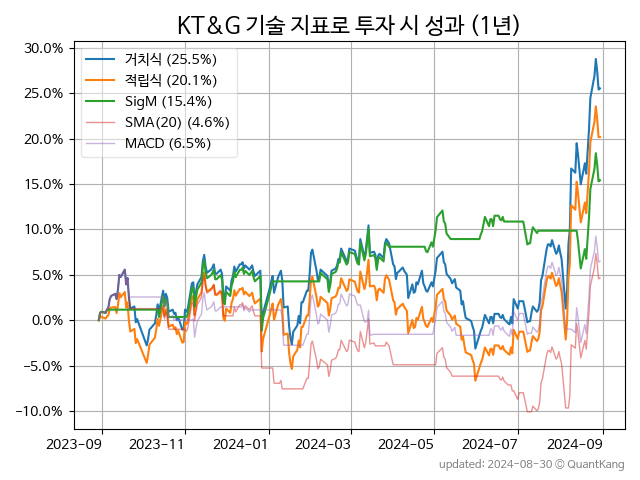 KT&G 기술 지표로 투자 시 성과 (1년)
30.0%
25.0%
20.0%
15.0%
10.0%
5.0%
0.0%
−5.0%
−10.0%
거치식 (25.5%)
적립식 (20.1%)
SigM (15.4%)
SMA(20) (4.6%)
MACD (6.5%)
2023-09 2023-11 2024-01 2024-03 2024-05 2024-07 2024-09
updated: 2024-08-30 © QuantKang